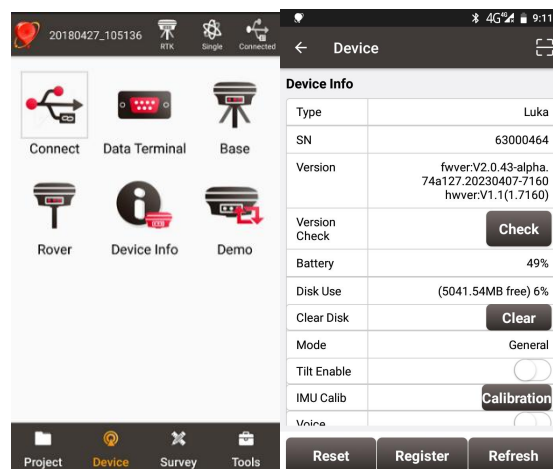 20180427_105136
RTK
Single
Connected
Connect
Data Terminal
Base
Rover
Device Info
Demo
Project
Device
Survey
Tools
4G
9:11
Device
Device Info
Type
Luka
SN
63000464
Version
fwver:V2.0.43-alpha.
74a127.20230407-7160
hwver:V1.1(1.7160)
Version
Check
Check
Battery
49%
Disk Use
(5041.54MB free) 6%
Clear Disk
Clear
Mode
General
Tilt Enable
IMU Calib
Calibration
Voice
Reset
Register
Refresh